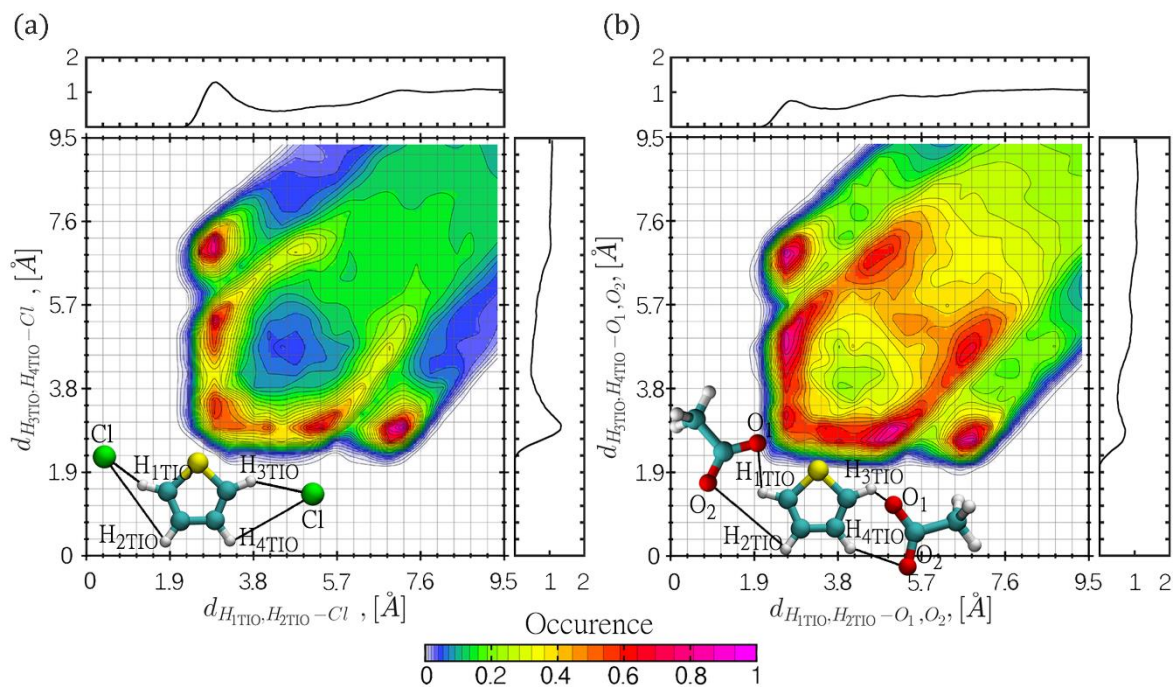 (a)
(b)
2
1
2
1
9.5
7.6
5.7
3.8
1.9
0
d_{H3TIO,H4TIO−Cl} , [Å]
Cl
H1TIO
H3TIO
Cl
H2TIO
H4TIO
0 1.9 3.8 5.7 7.6 9.5
1 2
d_{H1TIO,H2TIO−Cl} , [Å]
9.5
7.6
5.7
3.8
1.9
0
d_{H3TIO,H4TIO−O1,O2}, [Å]
O1
H1TIO
H3TIO
O2
O1
H2TIO
H4TIO
O2
0 1.9 3.8 5.7 7.6 9.5
1 2
d_{H1TIO,H2TIO−O1,O2}, [Å]
Occurence
0 0.2 0.4 0.6 0.8 1